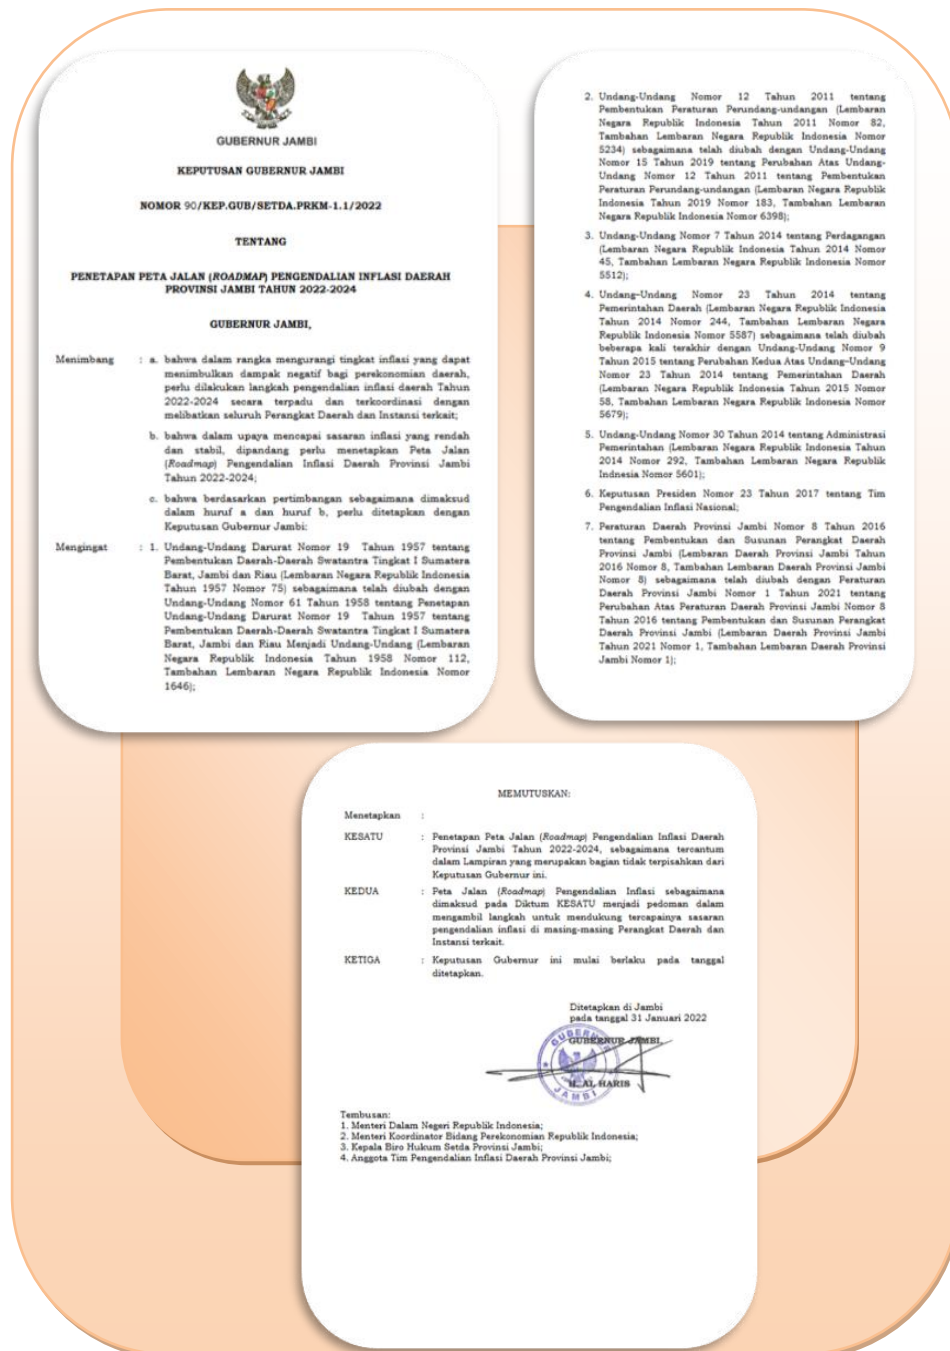 GUBERNUR JAMBI
KEPUTUSAN GUBERNUR JAMBI
NOMOR 90/KEP.GUB/SETDA.PRKM-1.1/2022
TENTANG
PENETAPAN PETA JALAN (ROADMAP) PENGENDALIAN INFLASI DAERAH
PROVINSI JAMBI TAHUN 2022-2024
GUBERNUR JAMBI,
Menimbang : a. bahwa dalam rangka mengurangi tingkat inflasi yang dapat
menimbulkan dampak negatif bagi perekonomian daerah,
perlu dilakukan langkah pengendalian inflasi daerah Tahun
2022-2024 secara terpadu dan terkoordinasi dengan
melibatkan seluruh Perangkat Daerah dan Instansi terkait;
b. bahwa dalam upaya mencapai sasaran inflasi yang rendah
dan stabil, dipandang perlu menetapkan Peta Jalan
(Roadmap) Pengendalian Inflasi Daerah Provinsi Jambi
Tahun 2022-2024;
c. bahwa berdasarkan pertimbangan sebagaimana dimaksud
dalam huruf a dan huruf b, perlu ditetapkan dengan
Keputusan Gubernur Jambi:
Mengingat : 1. Undang-Undang Darurat Nomor 19 Tahun 1957 tentang
Pembentukan Daerah-Daerah Swatantra Tingkat I Sumatera
Barat, Jambi dan Riau (Lembaran Negara Republik Indonesia
Tahun 1957 Nomor 75) sebagaimana telah diubah dengan
Undang-Undang Nomor 61 Tahun 1958 tentang Penetapan
Undang-Undang Darurat Nomor 19 Tahun 1957 tentang
Pembentukan Daerah-Daerah Swatantra Tingkat I Sumatera
Barat, Jambi dan Riau Menjadi Undang-Undang (Lembaran
Negara Republik Indonesia Tahun 1958 Nomor 112,
Tambahan Lembaran Negara Republik Indonesia Nomor
1646);
2. Undang-Undang Nomor 12 Tahun 2011 tentang
Pembentukan Peraturan Perundang-undangan (Lembaran
Negara Republik Indonesia Tahun 2011 Nomor 82,
Tambahan Lembaran Negara Republik Indonesia Nomor
5234) sebagaimana telah diubah dengan Undang-Undang
Nomor 15 Tahun 2019 tentang Perubahan Atas Undang-
Undang Nomor 12 Tahun 2011 tentang Pembentukan
Peraturan Perundang-undangan (Lembaran Negara Republik
Indonesia Tahun 2019 Nomor 183, Tambahan Lembaran
Negara Republik Indonesia Nomor 6398);
3. Undang-Undang Nomor 7 Tahun 2014 tentang Perdagangan
(Lembaran Negara Republik Indonesia Tahun 2014 Nomor
45, Tambahan Lembaran Negara Republik Indonesia Nomor
5512);
4. Undang-Undang Nomor 23 Tahun 2014 tentang
Pemerintahan Daerah (Lembaran Negara Republik Indonesia
Tahun 2014 Nomor 244, Tambahan Lembaran Negara
Republik Indonesia Nomor 5587) sebagaimana telah diubah
beberapa kali terakhir dengan Undang-Undang Nomor 9
Tahun 2015 tentang Perubahan Kedua Atas Undang-Undang
Nomor 23 Tahun 2014 tentang Pemerintahan Daerah
(Lembaran Negara Republik Indonesia Tahun 2015 Nomor
58, Tambahan Lembaran Negara Republik Indonesia Nomor
5679);
5. Undang-Undang Nomor 30 Tahun 2014 tentang Administrasi
Pemerintahan (Lembaran Negara Republik Indonesia Tahun
2014 Nomor 292, Tambahan Lembaran Negara Republik
Indnesia Nomor 5601);
6. Keputusan Presiden Nomor 23 Tahun 2017 tentang Tim
Pengendalian Inflasi Nasional;
7. Peraturan Daerah Provinsi Jambi Nomor 8 Tahun 2016
tentang Pembentukan dan Susunan Perangkat Daerah
Provinsi Jambi (Lembaran Daerah Provinsi Jambi Tahun
2016 Nomor 8, Tambahan Lembaran Daerah Provinsi Jambi
Nomor 8) sebagaimana telah diubah dengan Peraturan
Daerah Provinsi Jambi Nomor 1 Tahun 2021 tentang
Perubahan Atas Peraturan Daerah Provinsi Jambi Nomor 8
Tahun 2016 tentang Pembentukan dan Susunan Perangkat
Daerah Provinsi Jambi (Lembaran Daerah Provinsi Jambi
Tahun 2021 Nomor 1, Tambahan Lembaran Daerah Provinsi
Jambi Nomor 1);
MEMUTUSKAN:
Menetapkan :
KESATU : Penetapan Peta Jalan (Roadmap) Pengendalian Inflasi Daerah
Provinsi Jambi Tahun 2022-2024, sebagaimana tercantum
dalam Lampiran yang merupakan bagian tidak terpisahkan dari
Keputusan Gubernur ini.
KEDUA : Peta Jalan (Roadmap) Pengendalian Inflasi sebagaimana
dimaksud pada Diktum KESATU menjadi pedoman dalam
mengambil langkah untuk mendukung tercapainya sasaran
pengendalian inflasi di masing-masing Perangkat Daerah dan
Instansi terkait.
KETIGA : Keputusan Gubernur ini mulai berlaku pada tanggal
ditetapkan.
Ditetapkan di Jambi
pada tanggal 31 Januari 2022
GUBERNUR JAMBI,
GUBERNUR
JAMBI
H. AL HARIS
Tembusan:
1. Menteri Dalam Negeri Republik Indonesia;
2. Menteri Koordinator Bidang Perekonomian Republik Indonesia;
3. Kepala Biro Hukum Setda Provinsi Jambi;
4. Anggota Tim Pengendalian Inflasi Daerah Provinsi Jambi;